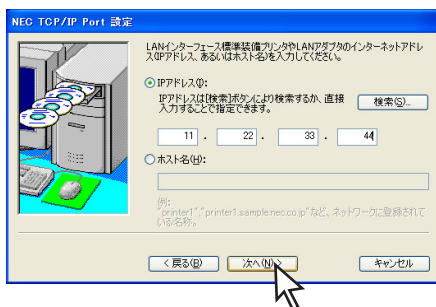 NEC TCP/IP Port 設定
LANインターフェース標準装備プリンタやLANアダプタのインターネットアドレ
ス(IPアドレス、あるいはホスト名)を入力してください。
IPアドレス(I):
IPアドレスは[検索]ボタンにより検索するか、直接
入力することで指定できます。
検索(S)...
11 . 22 . 33 . 44
ホスト名(H):
例:
"printer1","printer1.sample.nec.co.jp"など、ネットワークに登録されて
いる名称。
< 戻る(B)
次へ(N) >
キャンセル